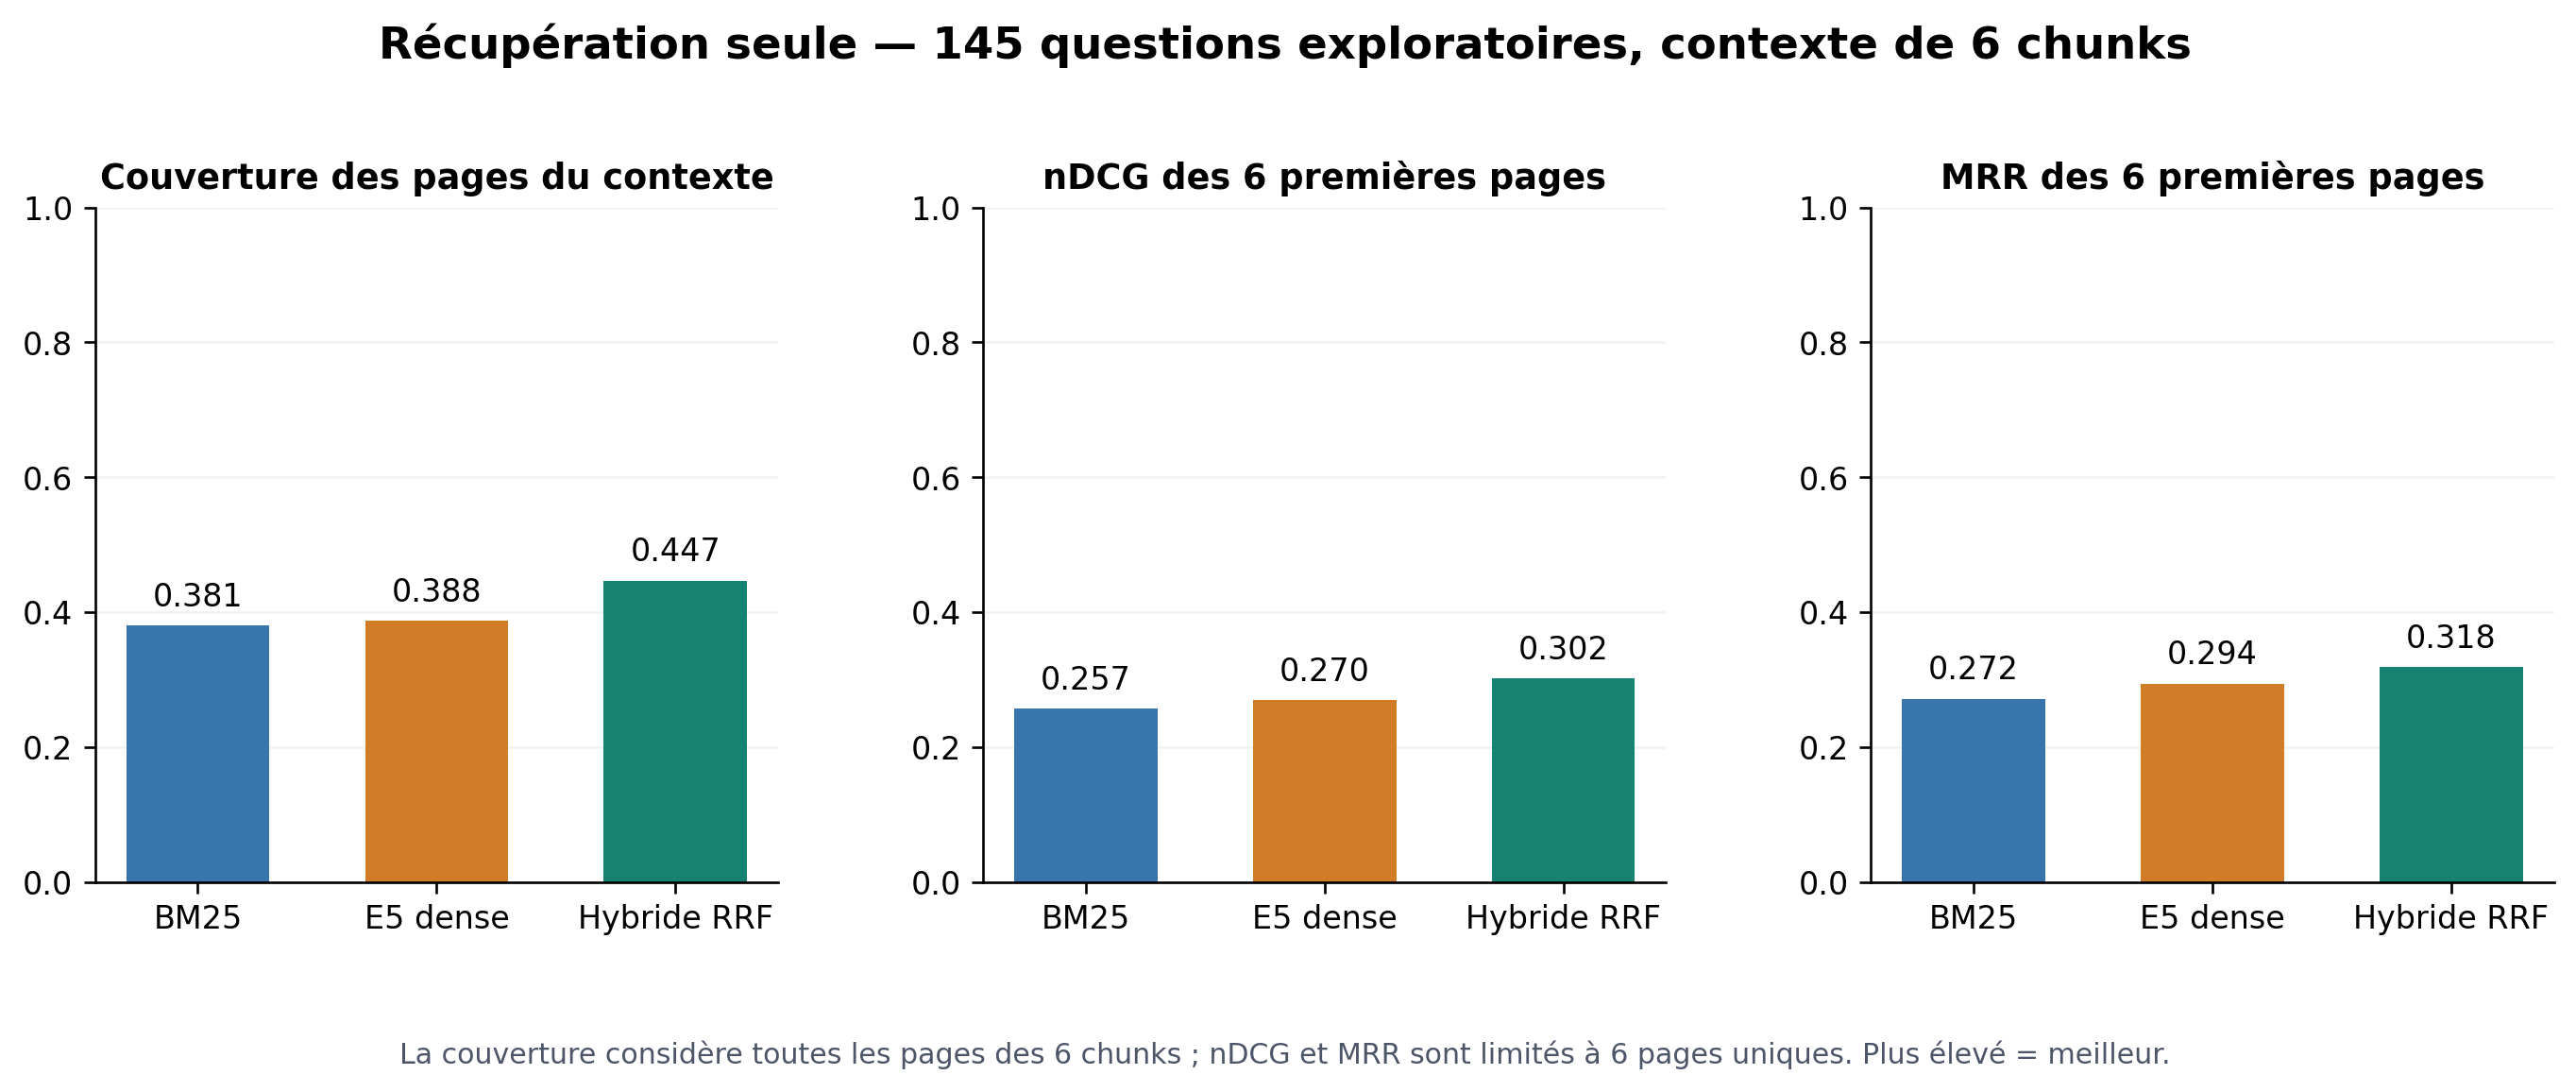 Récupération seule — 145 questions exploratoires, contexte de 6 chunks
Couverture des pages du contexte
1.0
0.8
0.6
0.4
0.2
0.0
0.381
0.388
0.447
BM25
E5 dense
Hybride RRF
nDCG des 6 premières pages
1.0
0.8
0.6
0.4
0.2
0.0
0.257
0.270
0.302
BM25
E5 dense
Hybride RRF
MRR des 6 premières pages
1.0
0.8
0.6
0.4
0.2
0.0
0.272
0.294
0.318
BM25
E5 dense
Hybride RRF
La couverture considère toutes les pages des 6 chunks ; nDCG et MRR sont limités à 6 pages uniques. Plus élevé = meilleur.